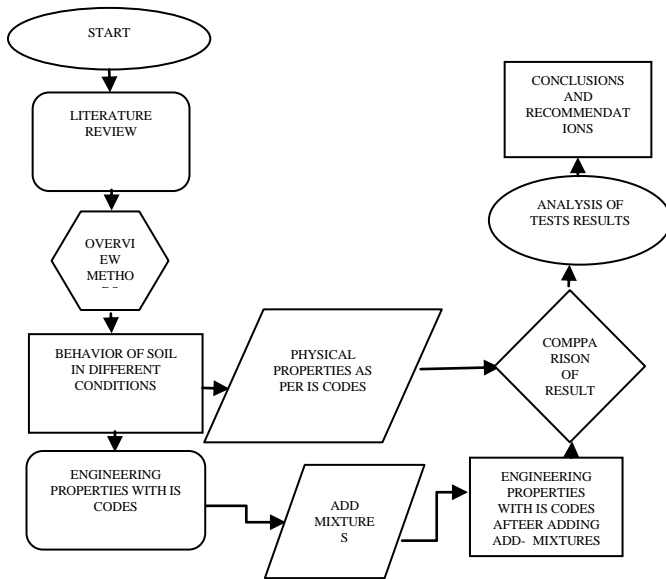 START
LITERATURE
REVIEW
OVERVI
EW
METHO
BEHAVIOR OF SOIL
IN DIFFERENT
CONDITIONS
ENGINEERING
PROPERTIES WITH IS
CODES
PHYSICAL
PROPERTIES AS
PER IS CODES
ADD
MIXTURE
S
ENGINEERING
PROPERTIES
WITH IS CODES
AFTEER ADDING
ADD- MIXTURES
COMPPA
RISON
OF
RESULT
ANALYSIS OF
TESTS RESULTS
CONCLUSIONS
AND
RECOMMENDAT
IONS